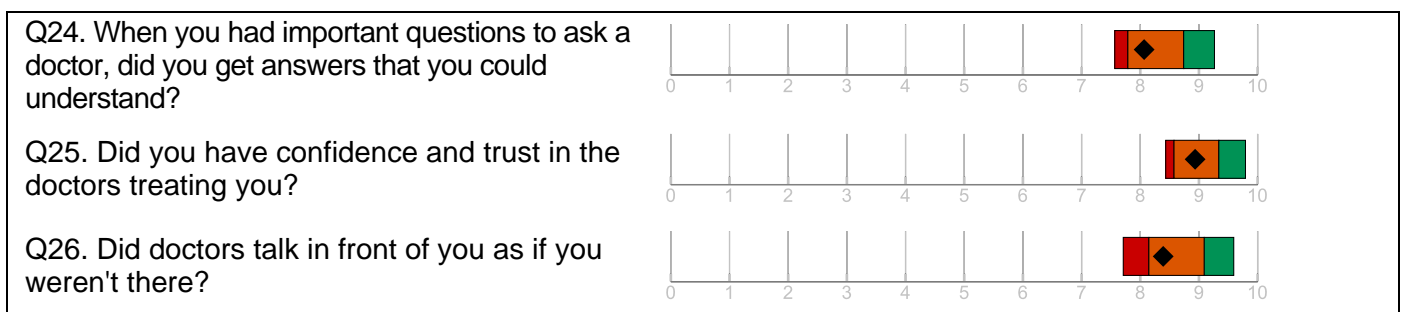 Q24. When you had important questions to ask a
doctor, did you get answers that you could
understand?
0 1 2 3 4 5 6 7 8 9 10
Q25. Did you have confidence and trust in the
doctors treating you?
0 1 2 3 4 5 6 7 8 9 10
Q26. Did doctors talk in front of you as if you
weren't there?
0 1 2 3 4 5 6 7 8 9 10